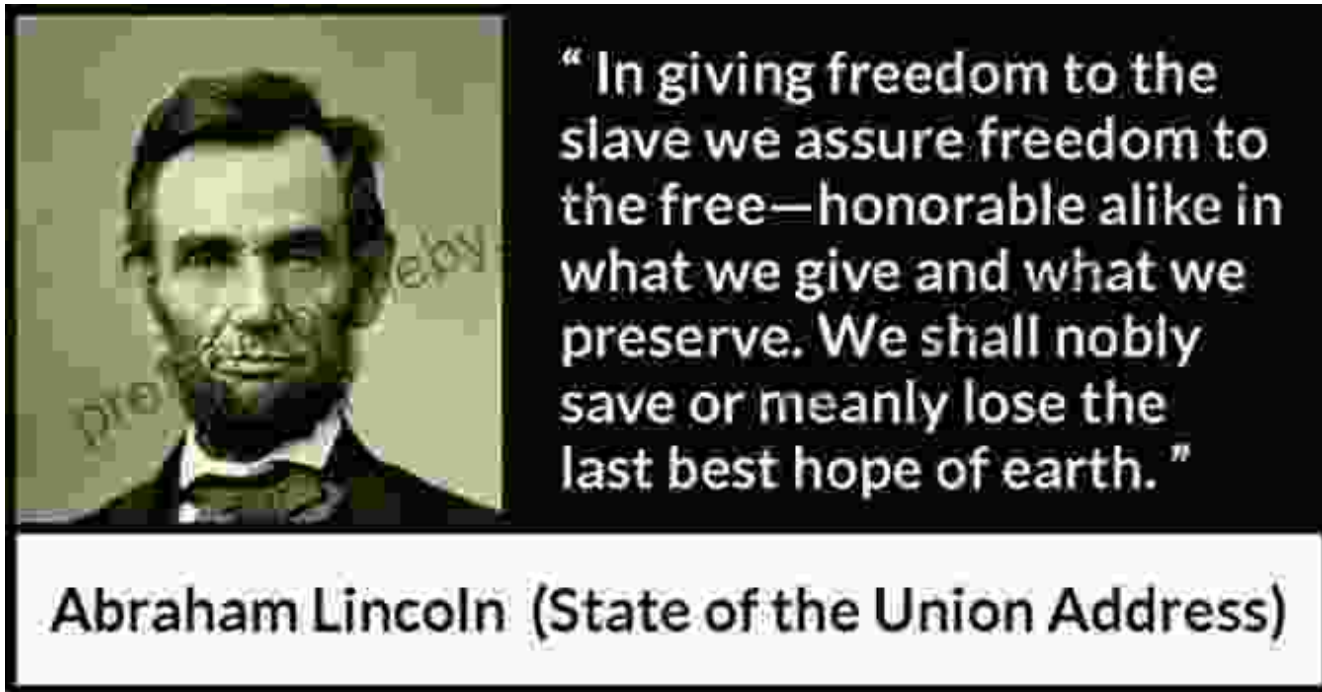 “ In giving freedom to the
slave we assure freedom to
the free—honorable alike in
what we give and what we
preserve. We shall nobly
save or meanly lose the
last best hope of earth. ”
Abraham Lincoln (State of the Union Address)